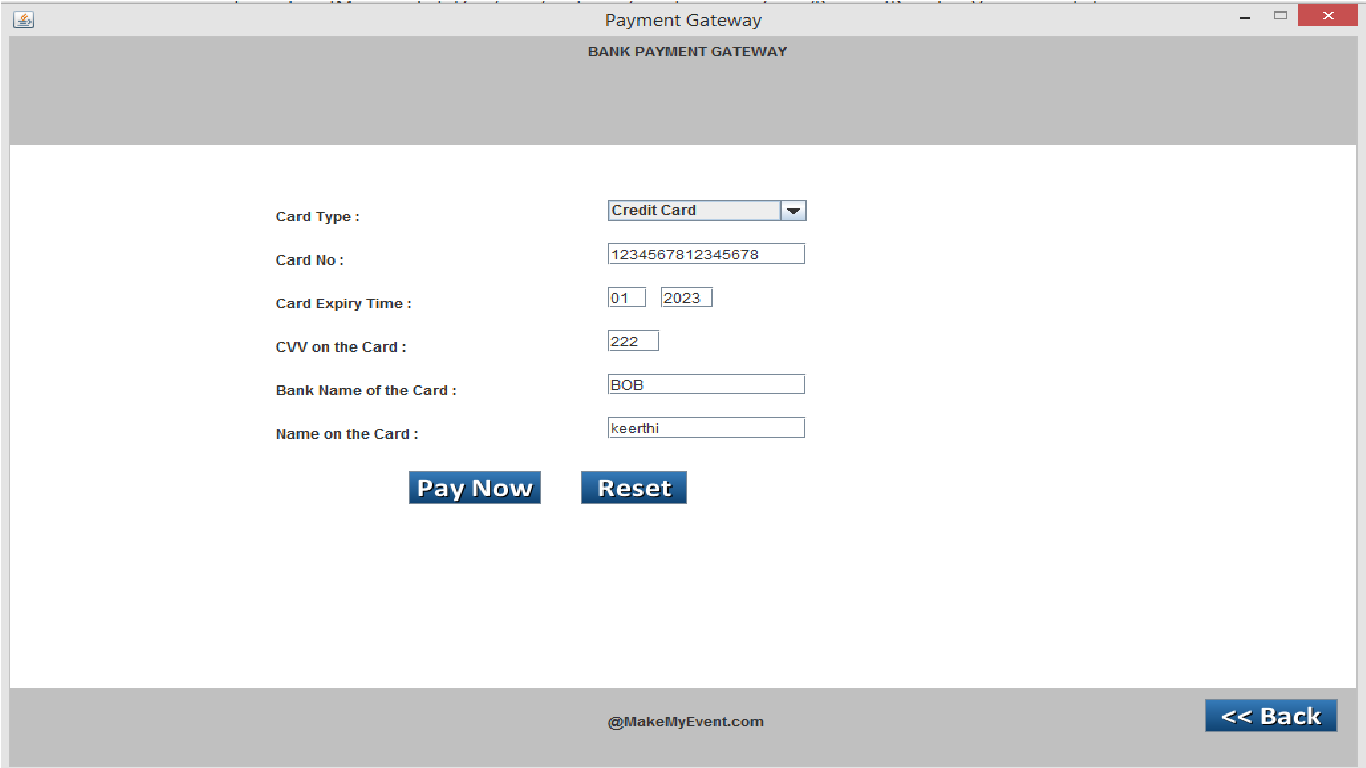 Payment Gateway
BANK PAYMENT GATEWAY
Card Type : Credit Card
Card No : 1234567812345678
Card Expiry Time : 01 2023
CVV on the Card : 222
Bank Name of the Card : BOB
Name on the Card : keerthi
Pay Now Reset
@MakeMyEvent.com
<< Back